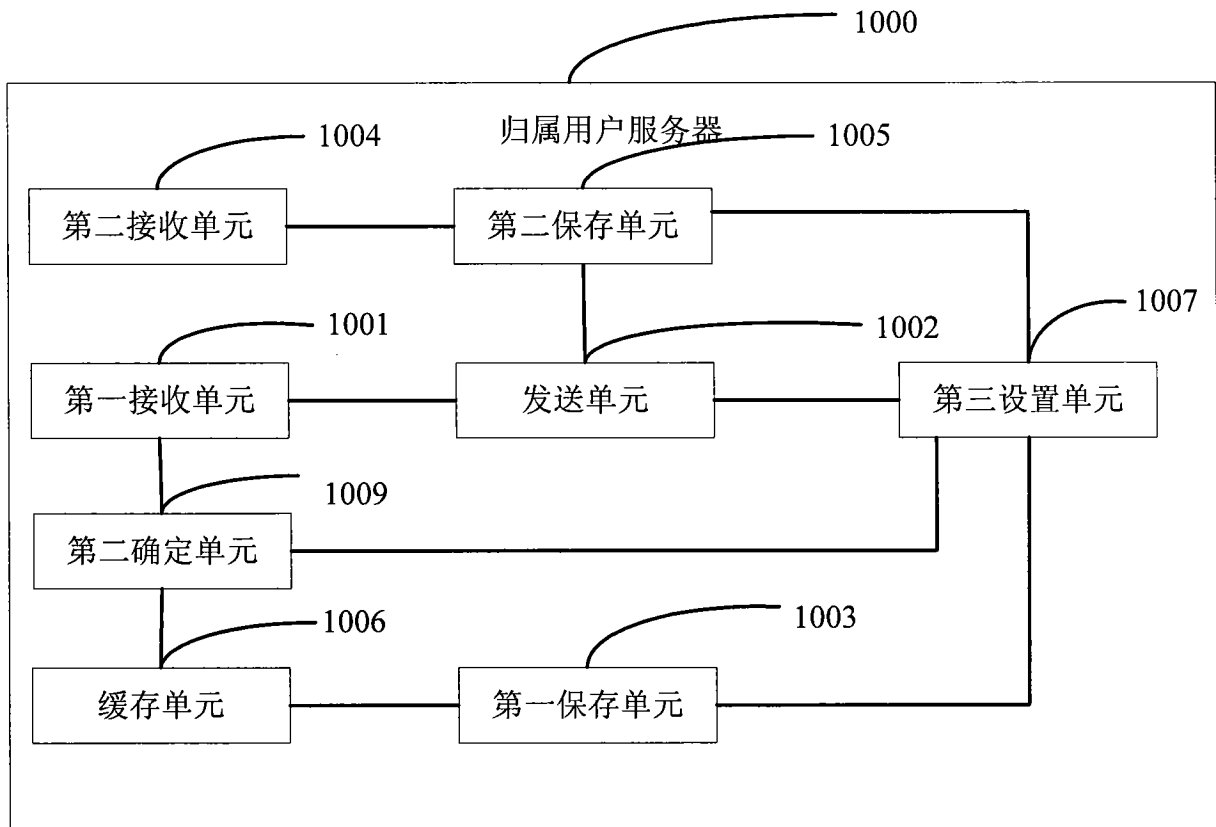 1000
归属用户服务器
1004
1005
第二接收单元
第二保存单元
1007
1001
1002
第一接收单元
发送单元
第三设置单元
1009
第二确定单元
1006
1003
缓存单元
第一保存单元